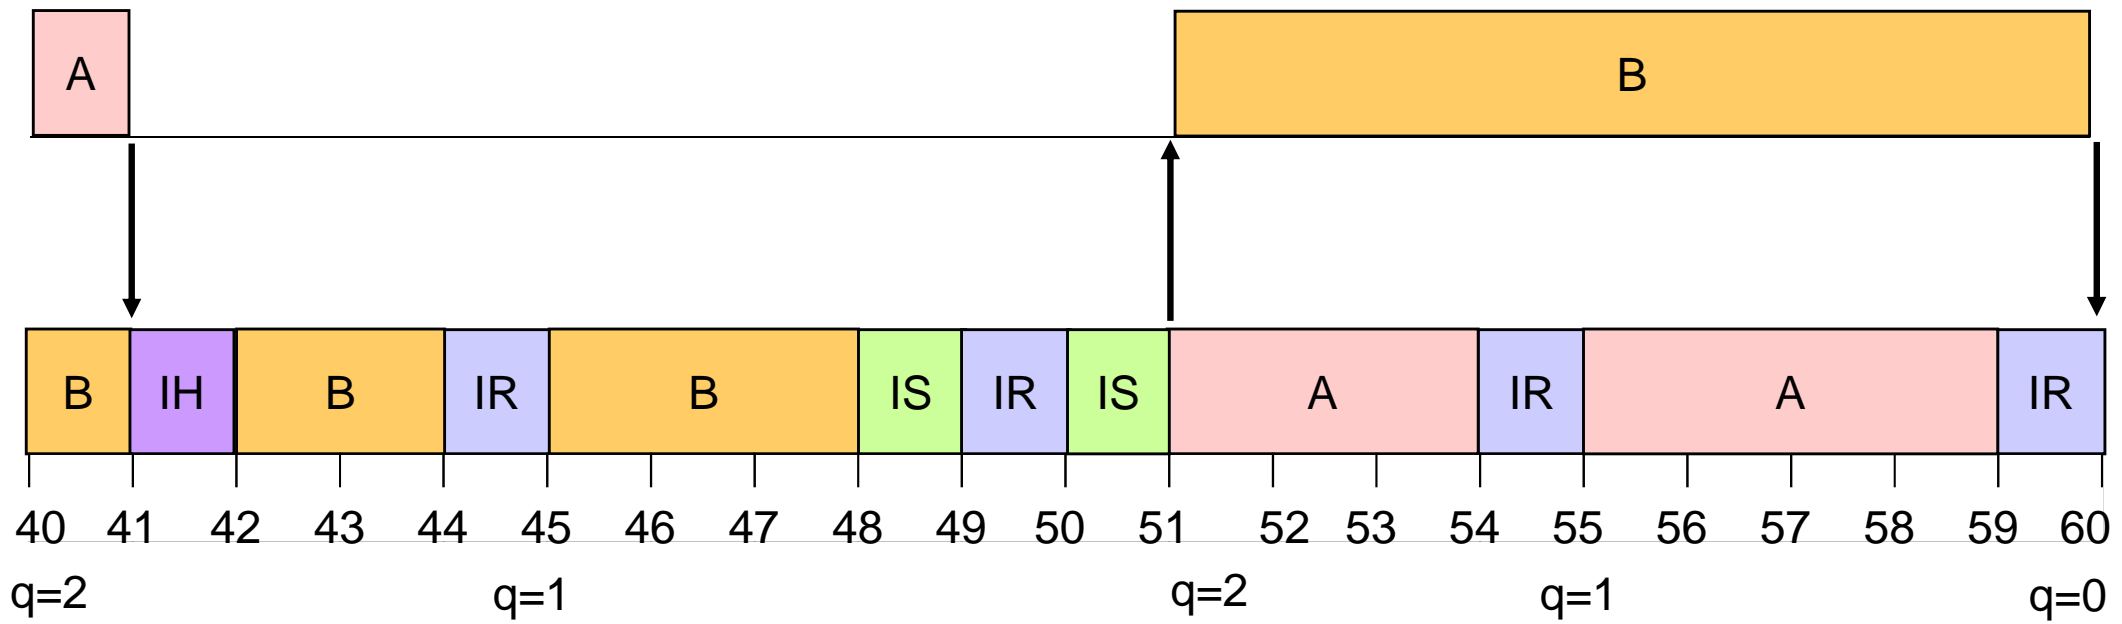 A B
B IH B IR B IS IR IS A IR A IR
40 41 42 43 44 45 46 47 48 49 50 51 52 53 54 55 56 57 58 59 60
q=2 q=1 q=2 q=1 q=0